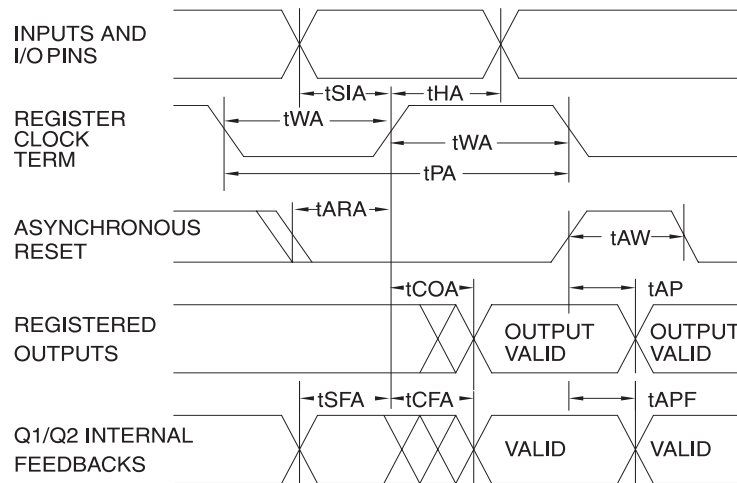 INPUTS AND
I/O PINS
tSIA
tHA
REGISTER
CLOCK
TERM
tWA
tWA
tPA
ASYNCHRONOUS
RESET
tARA
tAW
tCOA
tAP
REGISTERED
OUTPUTS
OUTPUT
VALID
OUTPUT
VALID
tSFA
tCFA
tAPF
Q1/Q2 INTERNAL
FEEDBACKS
VALID
VALID